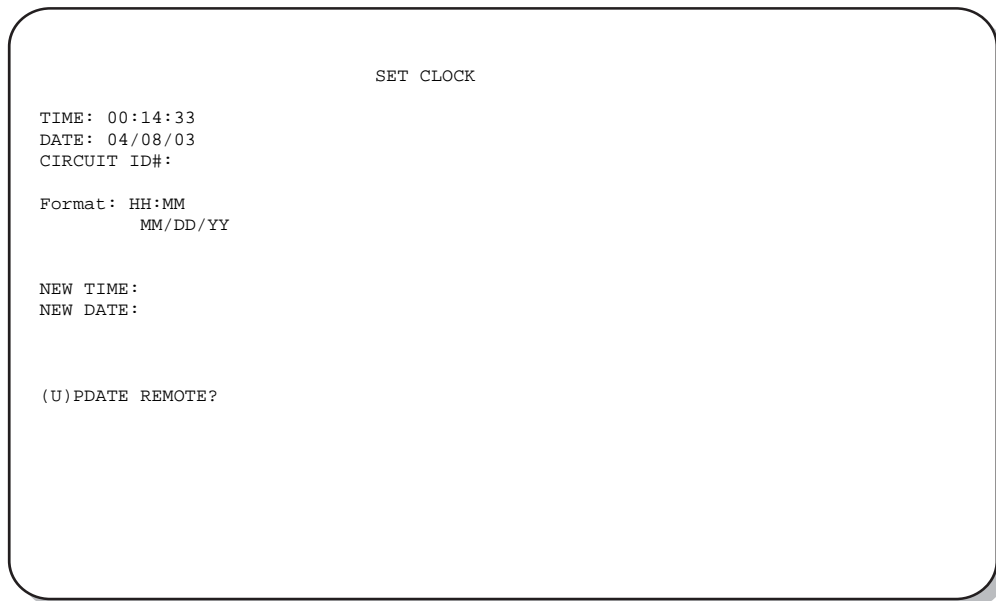 SET CLOCK
TIME: 00:14:33
DATE: 04/08/03
CIRCUIT ID#:
Format: HH:MM
MM/DD/YY
NEW TIME:
NEW DATE:
(U)PDATE REMOTE?